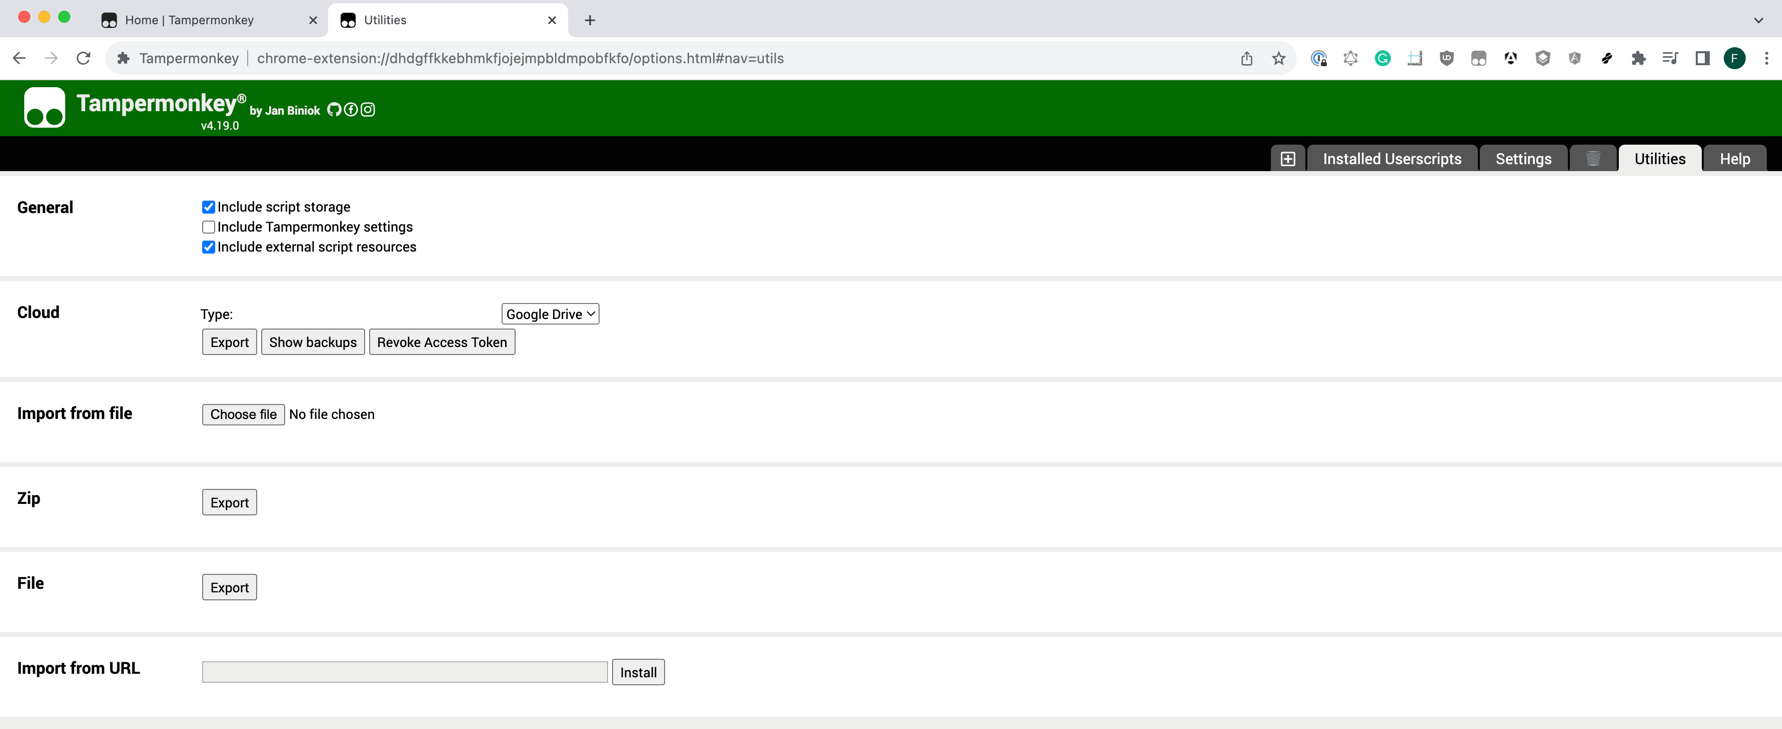 Home | Tampermonkey
Utilities
Tampermonkey | chrome-extension://dhdgffkkebhmkfjojejmpbldmpobfkfo/options.html#nav=utils
F
Tampermonkey® by Jan Biniok
v4.19.0
Installed Userscripts
Settings
Utilities
Help
General
Include script storage
Include Tampermonkey settings
Include external script resources
Cloud
Type:
Google Drive
Export
Show backups
Revoke Access Token
Import from file
Choose file No file chosen
Zip
Export
File
Export
Import from URL
Install